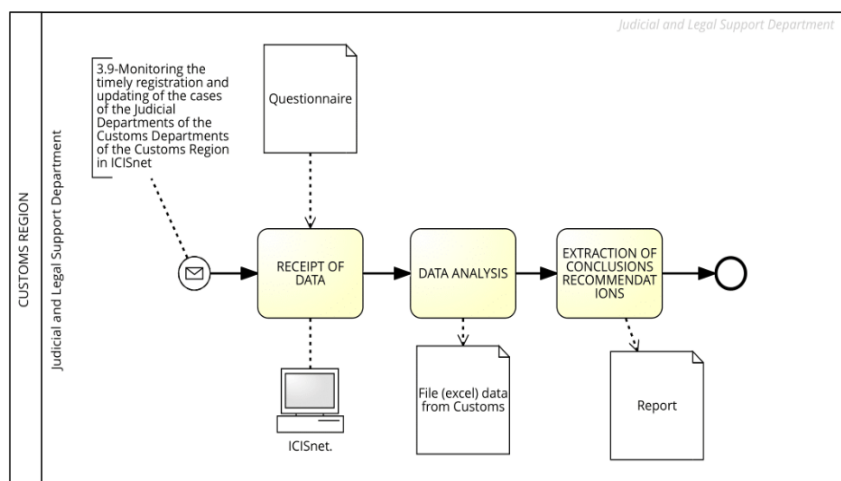 Judicial and Legal Support Department
CUSTOMS REGION
Judicial and Legal Support Department
3.9-Monitoring the
timely registration and
updating of the cases
of the Judicial
Departments of the
Customs Departments
of the Customs Region
in ICISnet
Questionnaire
RECEIPT OF
DATA
DATA ANALYSIS
EXTRACTION OF
CONCLUSIONS
RECOMMENDAT
IONS
ICISnet.
File (excel) data
from Customs
Report